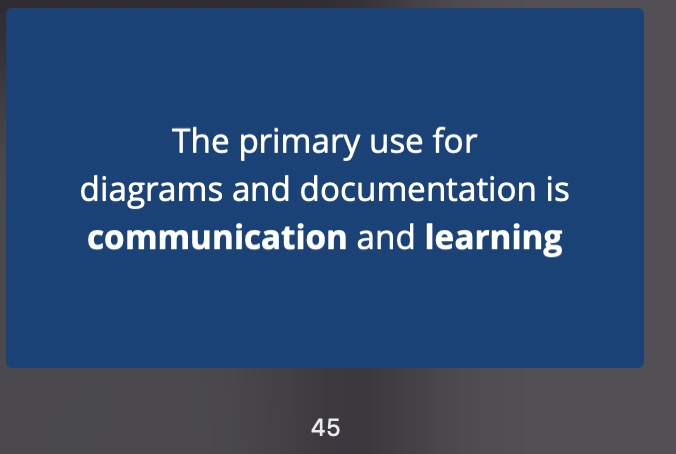 The primary use for
diagrams and documentation is
communication and learning
45